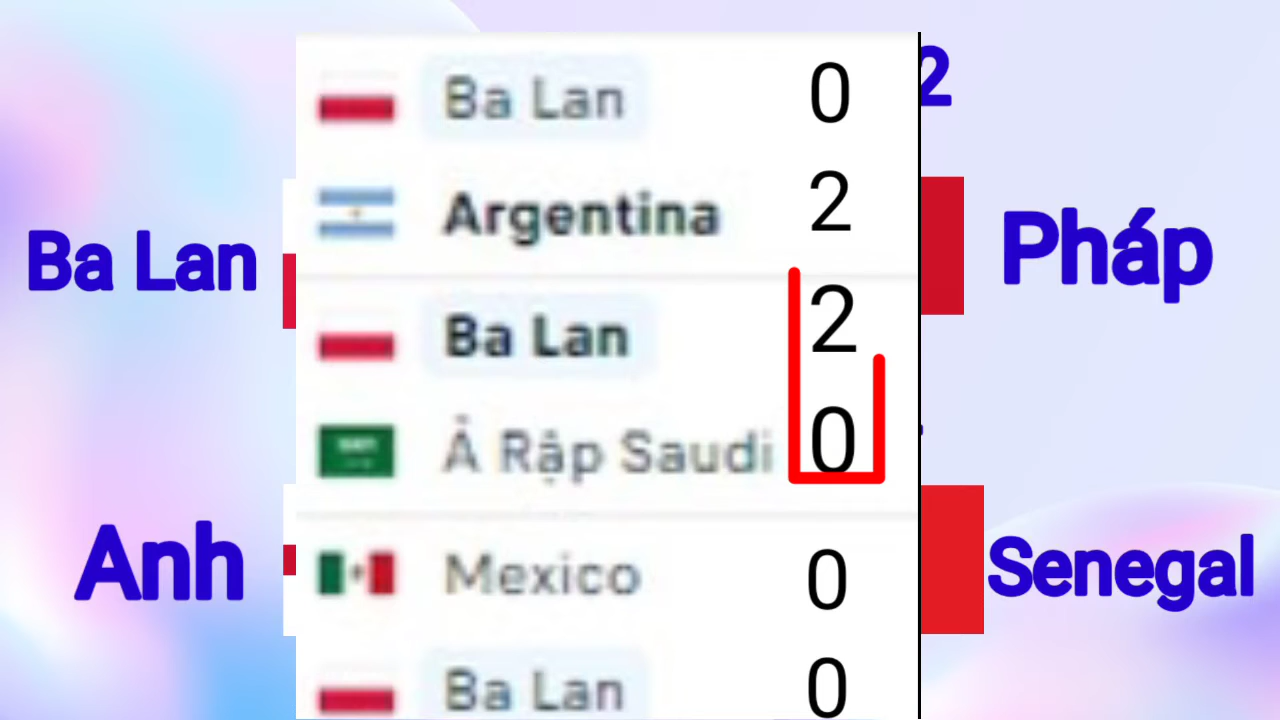 2
Ba Lan
Pháp
Anh
Senegal
Ba Lan 0
Argentina 2
Ba Lan 2
Ả Rập Saudi 0
Mexico 0
Ba Lan 0